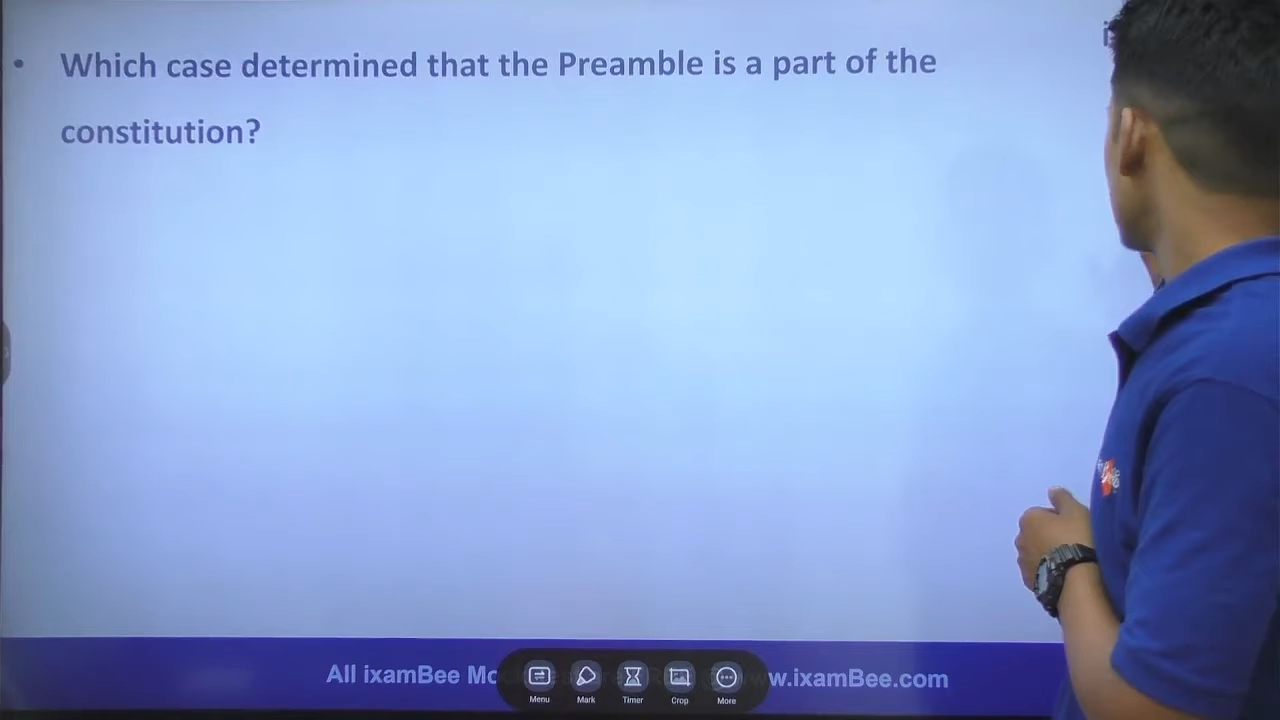 • Which case determined that the Preamble is a part of the
constitution?
All ixamBee w.ixamBee.com
Menu Mark Timer Crop More